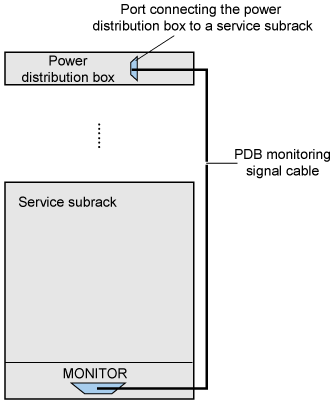 Port connecting the power
distribution box to a service subrack
Power
distribution box
PDB monitoring
signal cable
Service subrack
MONITOR